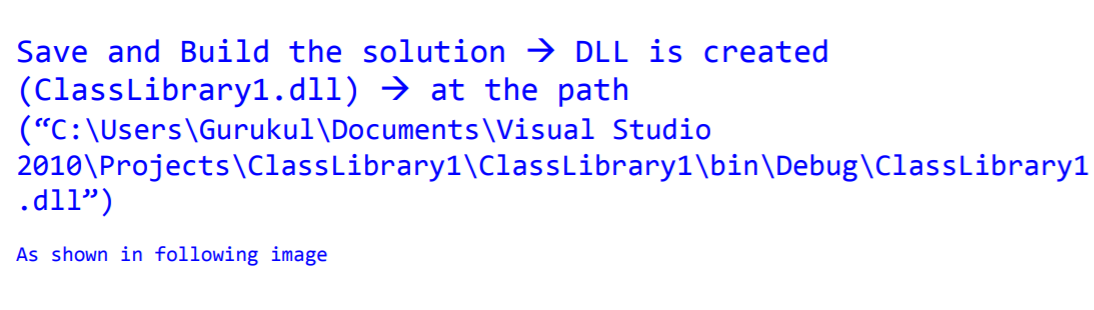 Save and Build the solution → DLL is created
(ClassLibrary1.dll) → at the path
(“C:\Users\Gurukul\Documents\Visual Studio
2010\Projects\ClassLibrary1\ClassLibrary1\bin\Debug\ClassLibrary1
.dll”)
As shown in following image